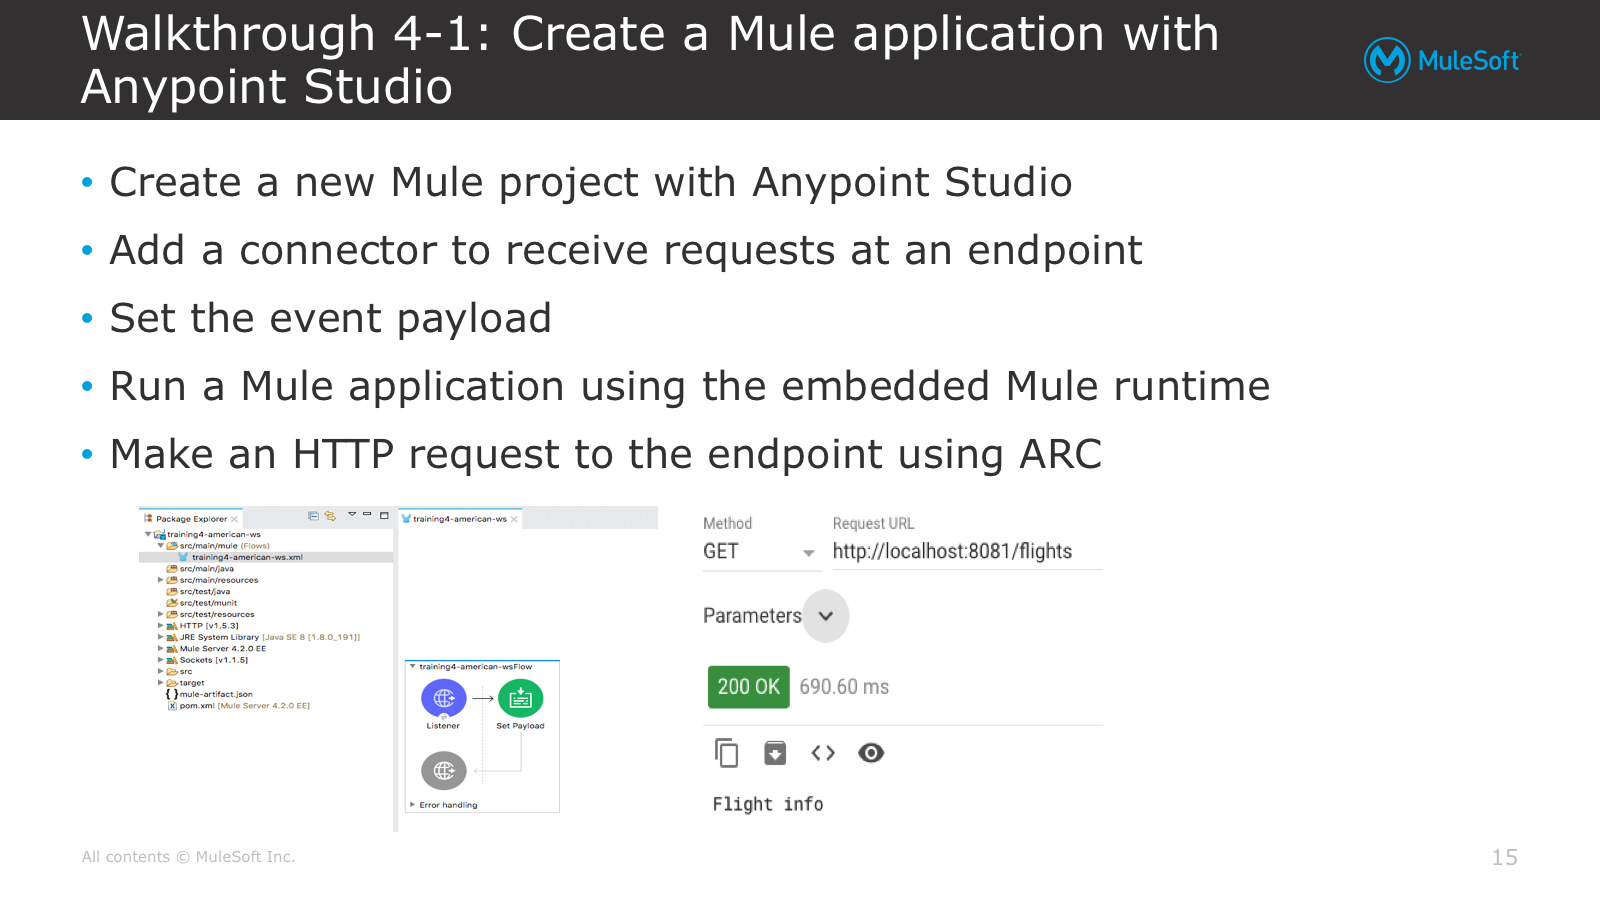 Walkthrough 4-1: Create a Mule application with
Anypoint Studio
MuleSoft
• Create a new Mule project with Anypoint Studio
• Add a connector to receive requests at an endpoint
• Set the event payload
• Run a Mule application using the embedded Mule runtime
• Make an HTTP request to the endpoint using ARC
Package Explorer
training4-american-ws
src/main/mule (Flows)
training4-american-ws.xml
src/main/java
src/main/resources
src/test/java
src/test/munit
src/test/resources
HTTP [v1.5.3]
JRE System Library [Java SE 8 [1.8.0_191]]
Mule Server 4.2.0 EE
Sockets [v1.1.5]
src
target
mule-artifact.json
pom.xml [Mule Server 4.2.0 EE]
training4-american-ws
training4-american-wsFlow
Listener
Set Payload
Error handling
Method
Request URL
GET
http://localhost:8081/flights
Parameters
200 OK
690.60 ms
Flight info
All contents © MuleSoft Inc.
15